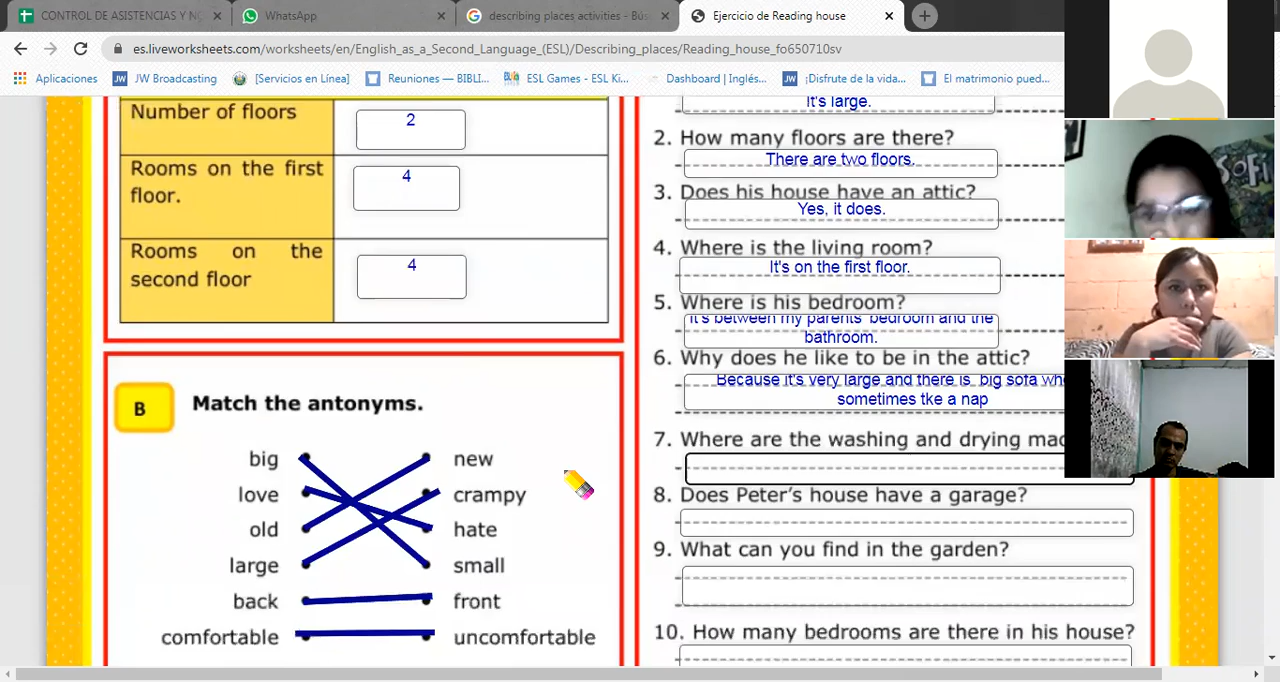 CONTROL DE ASISTENCIAS Y NO
WhatsApp
describing places activities - Bús
Ejercicio de Reading house
es.liveworksheets.com/worksheets/en/English_as_a_Second_Language_(ESL)/Describing_places/Reading_house_fo650710sv
Aplicaciones
JW Broadcasting
[Servicios en Línea]
Reuniones — BIBLI...
ESL Games - ESL Ki...
Dashboard | Inglés...
¡Disfrute de la vida...
El matrimonio pued...
Number of floors
2
Rooms on the first
floor.
4
Rooms on the
second floor
4
B
Match the antonyms.
big new
love crampy
old hate
large small
back front
comfortable uncomfortable
It's large.
2. How many floors are there?
There are two floors.
3. Does his house have an attic?
Yes, it does.
4. Where is the living room?
It's on the first floor.
5. Where is his bedroom?
It's between my parents' bedroom and the
bathroom.
6. Why does he like to be in the attic?
Because it's very large and there is big sofa wh
sometimes tke a nap
7. Where are the washing and drying mac
8. Does Peter's house have a garage?
9. What can you find in the garden?
10. How many bedrooms are there in his house?
SOFI